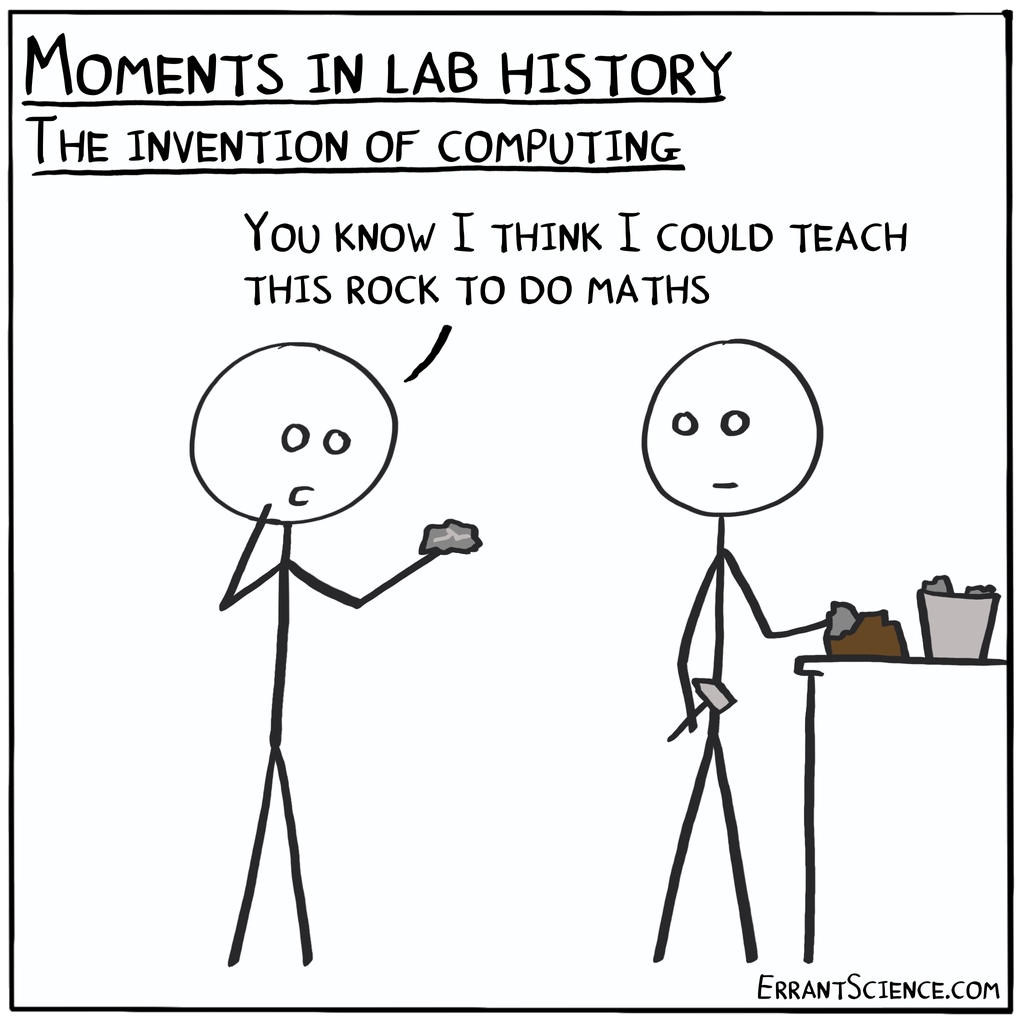 Moments in lab history
The invention of computing
You know I think I could teach
this rock to do maths
ErrantScience.com